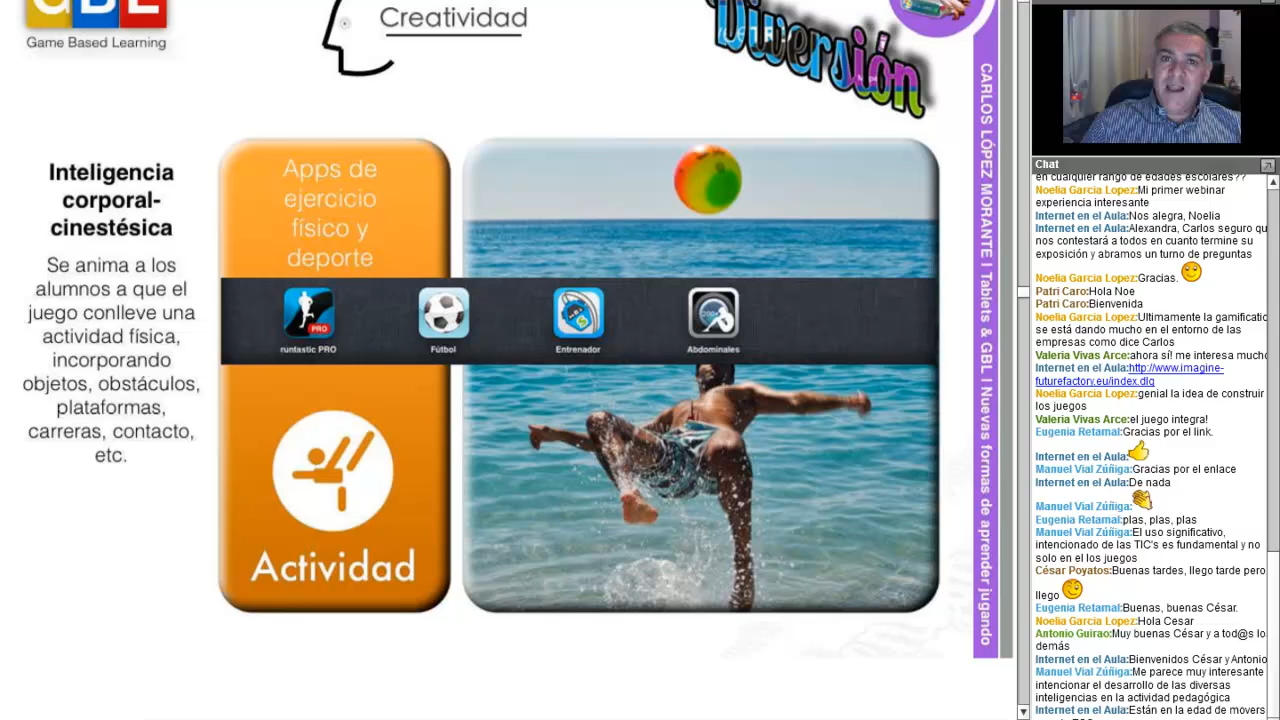 GBL
Game Based Learning
Creatividad
Diversión
Inteligencia
corporal-
cinestésica
Se anima a los
alumnos a que el
juego conlleve una
actividad física,
incorporando
objetos, obstáculos,
plataformas,
carreras, contacto,
etc.
Apps de
ejercicio
físico y
deporte
PRO
runtastic PRO
Fútbol
Entrenador
200+
Abdominales
Actividad
CARLOS LÓPEZ MORANTE I Tablets & GBL I Nuevas formas de aprender jugando
Chat
en cualquier rango de edades escolares??
Noelia Garcia Lopez:Mi primer webinar
experiencia interesante
Internet en el Aula:Nos alegra, Noelia
Internet en el Aula:Alexandra, Carlos seguro qu
nos contestará a todos en cuanto termine su
exposición y abramos un turno de preguntas
Noelia Garcia Lopez:Gracias.
Patri Caro:Hola Noe
Patri Caro:Bienvenida
Noelia Garcia Lopez:Ultimamente la gamificatic
se está dando mucho en el entorno de las
empresas como dice Carlos
Valeria Vivas Arce:ahora sí! me interesa mucho
Internet en el Aula:http://www.imagine-
futurefactory.eu/index.dlg
Noelia Garcia Lopez:genial la idea de construir
los juegos
Valeria Vivas Arce:el juego integra!
Eugenia Retamal:Gracias por el link.
Internet en el Aula:
Manuel Vial Zúñiga:Gracias por el enlace
Internet en el Aula:De nada
Manuel Vial Zúñiga:
Eugenia Retamal:plas, plas, plas
Manuel Vial Zúñiga:El uso significativo,
intencionado de las TIC's es fundamental y no
solo en el los juegos
César Poyatos:Buenas tardes, llego tarde pero
llego
Eugenia Retamal:Buenas, buenas César.
Noelia Garcia Lopez:Hola Cesar
Antonio Guirao:Muy buenas César y a tod@s lo
demás
Internet en el Aula:Bienvenidos César y Antonio
Manuel Vial Zúñiga:Me parece muy interesante
intencionar el desarrollo de las diversas
inteligencias en la actividad pedagógica
Internet en el Aula:Están en la edad de movers